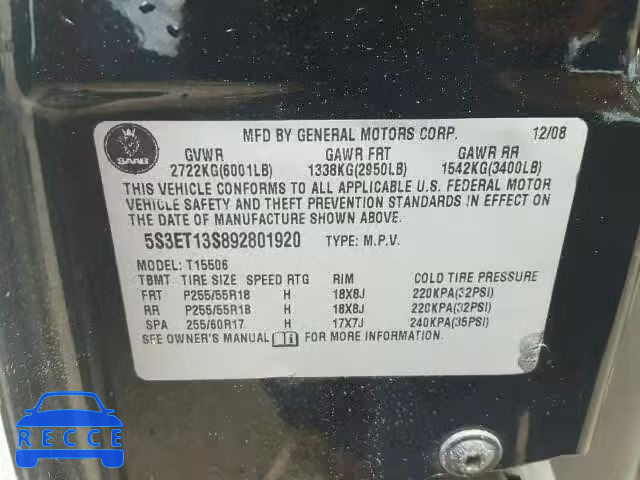 MFD BY GENERAL MOTORS CORP. 12/08
SAAB
GVWR GAWR FRT GAWR RR
2722KG(6001LB) 1338KG(2950LB) 1542KG(3400LB)
THIS VEHICLE CONFORMS TO ALL APPLICABLE U.S. FEDERAL MOTOR
VEHICLE SAFETY AND THEFT PREVENTION STANDARDS IN EFFECT ON
THE DATE OF MANUFACTURE SHOWN ABOVE.
5S3ET13S892801920 TYPE: M.P.V.
MODEL: T15506
TBMT TIRE SIZE SPEED RTG RIM COLD TIRE PRESSURE
FRT P255/55R18 H 18X8J 220KPA(32PSI)
RR P255/55R18 H 18X8J 220KPA(32PSI)
SPA 255/60R17 H 17X7J 240KPA(35PSI)
SEE OWNER'S MANUAL FOR MORE INFORMATION.
RECCE